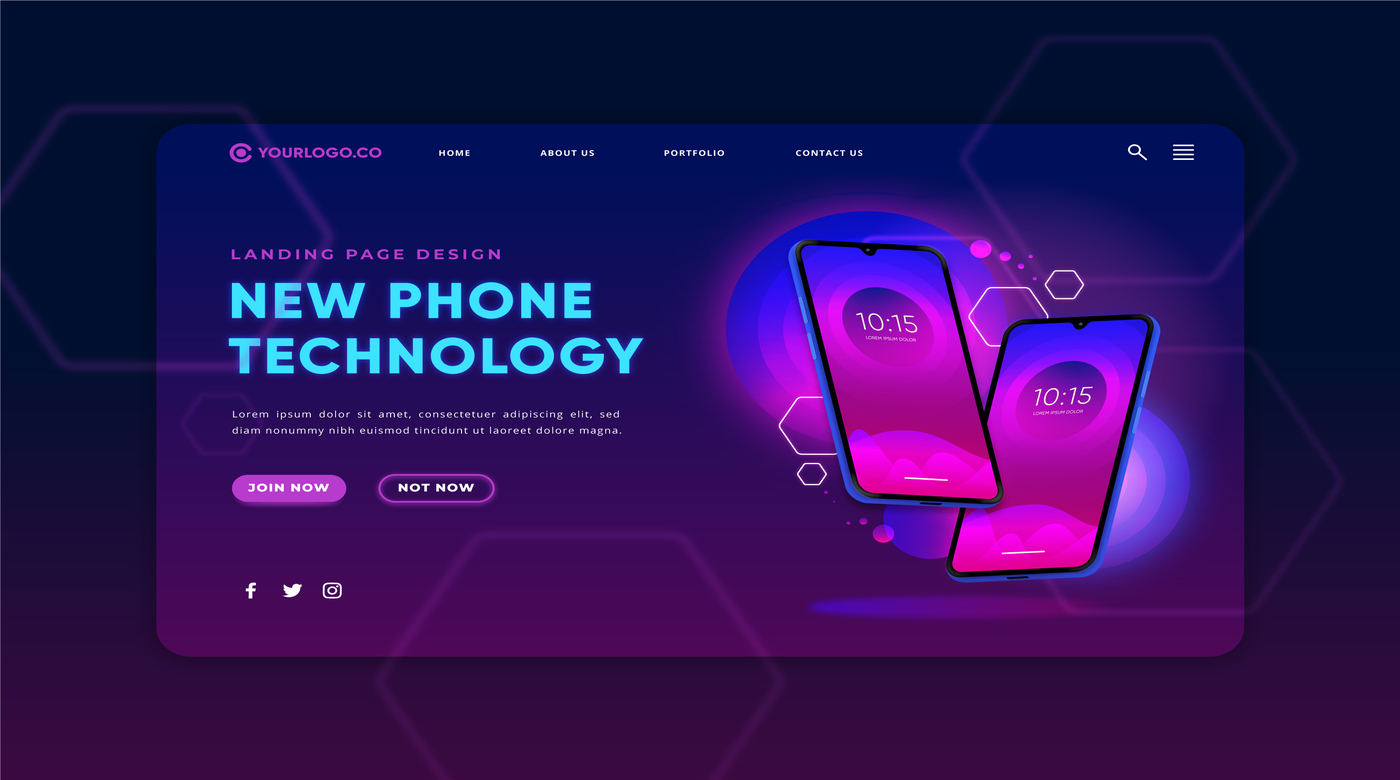 YOURLOGO.CO
HOME
ABOUT US
PORTFOLIO
CONTACT US
LANDING PAGE DESIGN
NEW PHONE
TECHNOLOGY
Lorem ipsum dolor sit amet, consectetuer adipiscing elit, sed
diam nonummy nibh euismod tincidunt ut laoreet dolore magna.
JOIN NOW
NOT NOW
10:15
LOREM IPSUM DOLOR
10:15
LOREM IPSUM DOLOR